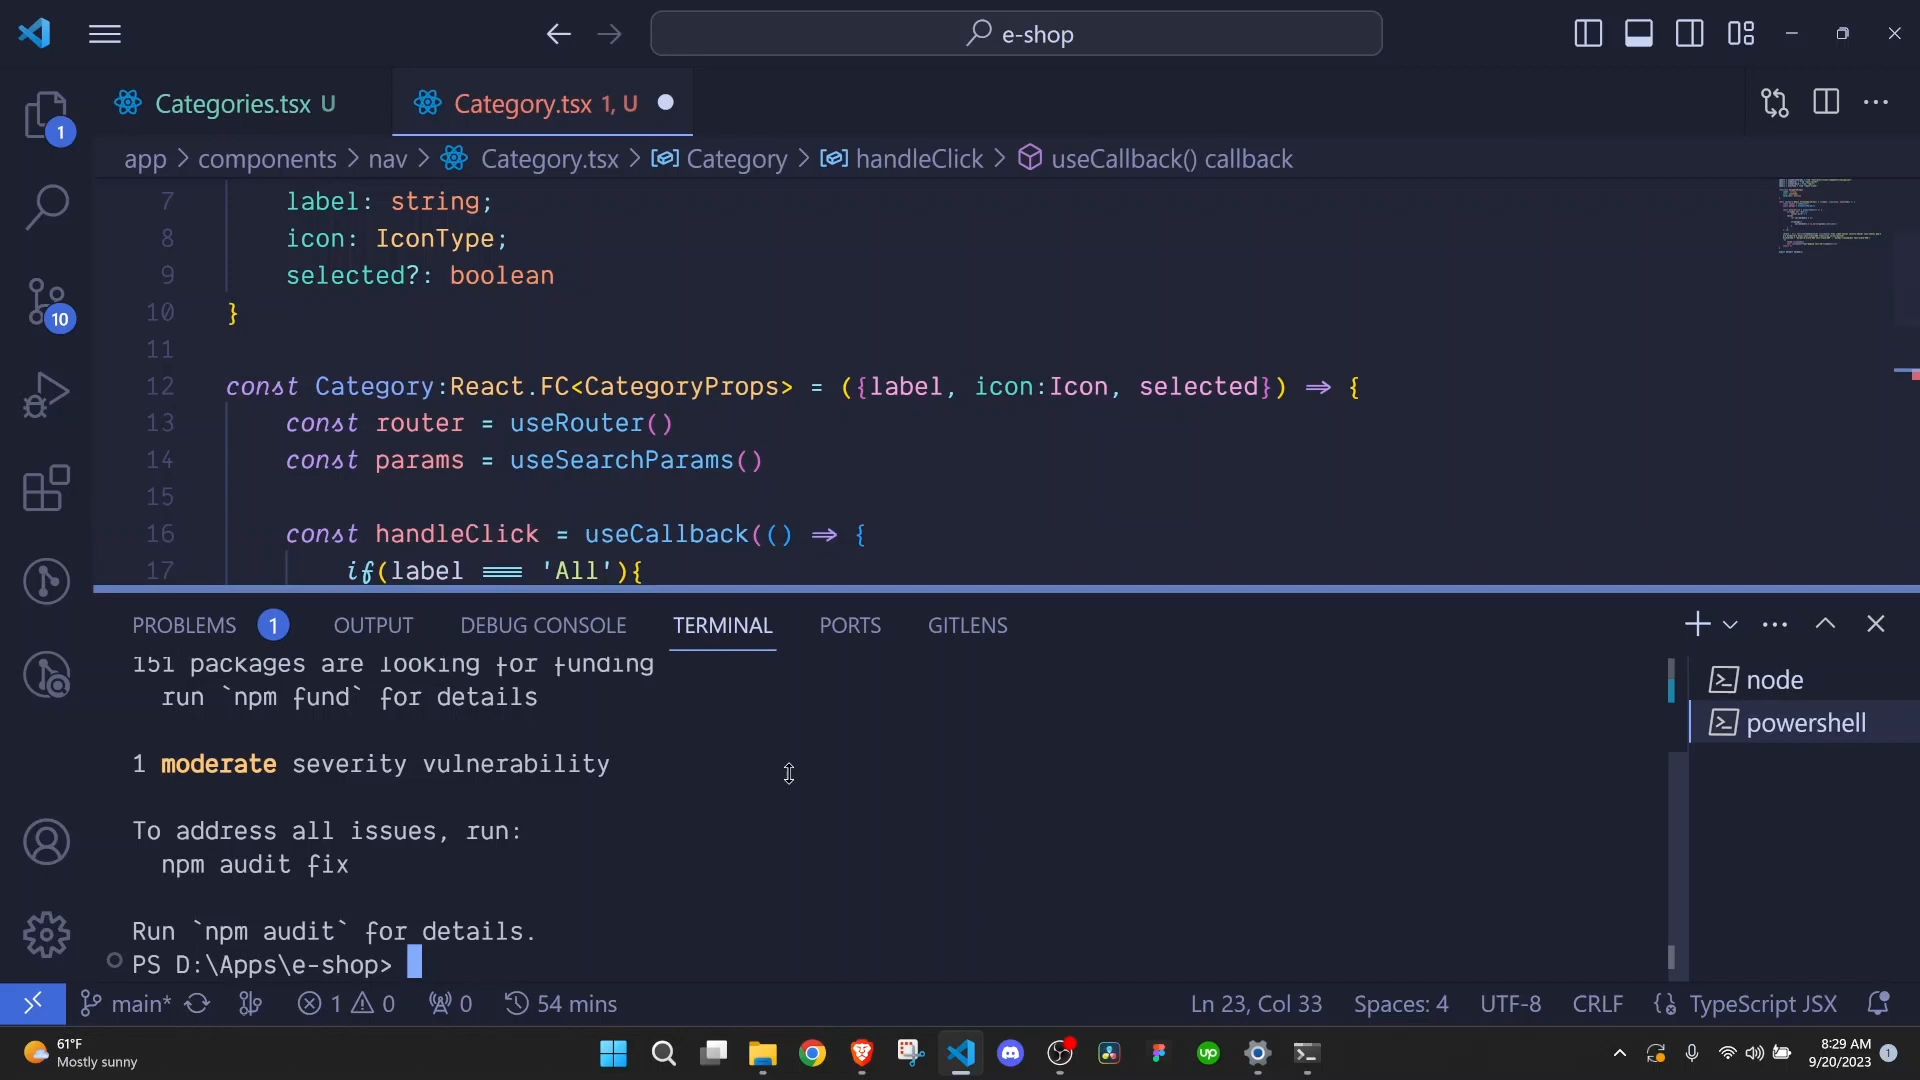 e-shop
Categories.tsx U
Category.tsx 1, U
app > components > nav > Category.tsx > Category > handleClick > useCallback() callback
1
10
7 label: string;
8 icon: IconType;
9 selected?: boolean
10 }
11
12 const Category:React.FC<CategoryProps> = ({label, icon:Icon, selected}) => {
13 const router = useRouter()
14 const params = useSearchParams()
15
16 const handleClick = useCallback(() => {
17 if(label === 'All'){
PROBLEMS 1 OUTPUT DEBUG CONSOLE TERMINAL PORTS GITLENS
151 packages are looking for funding
run `npm fund` for details
1 moderate severity vulnerability
To address all issues, run:
npm audit fix
Run `npm audit` for details.
PS D:\Apps\e-shop>
node
powershell
main* 1 0 0 54 mins Ln 23, Col 33 Spaces: 4 UTF-8 CRLF TypeScript JSX
61°F
Mostly sunny
up
8:29 AM
9/20/2023
1